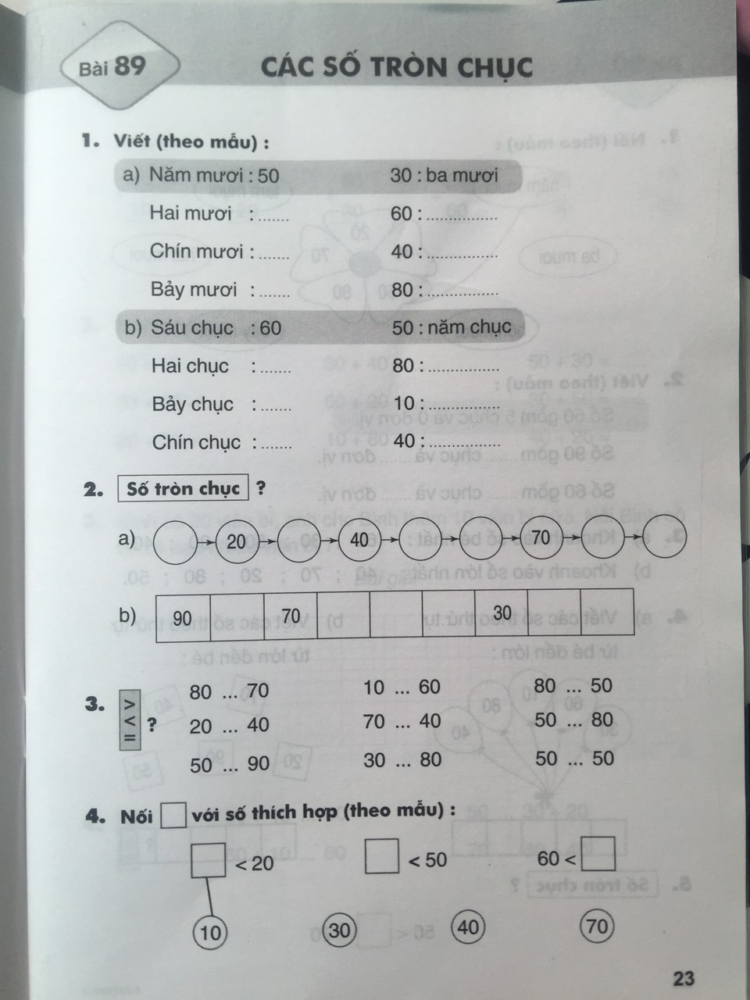 Bài 89 CÁC SỐ TRÒN CHỤC
1. Viết (theo mẫu) :
a) Năm mươi : 50 30 : ba mươi
Hai mươi : ....... 60 : ................
Chín mươi : ....... 40 : ................
Bảy mươi : ....... 80 : ................
b) Sáu chục : 60 50 : năm chục
Hai chục : ....... 80 : ................
Bảy chục : ....... 10 : ................
Chín chục : ....... 40 : ................
2. Số tròn chục ?
a) 20 40 70
b) 90 70 30
3. > < = ?
80 ... 70 10 ... 60 80 ... 50
20 ... 40 70 ... 40 50 ... 80
50 ... 90 30 ... 80 50 ... 50
4. Nối □ với số thích hợp (theo mẫu) :
□ < 20 □ < 50 60 < □
10 30 40 70
23